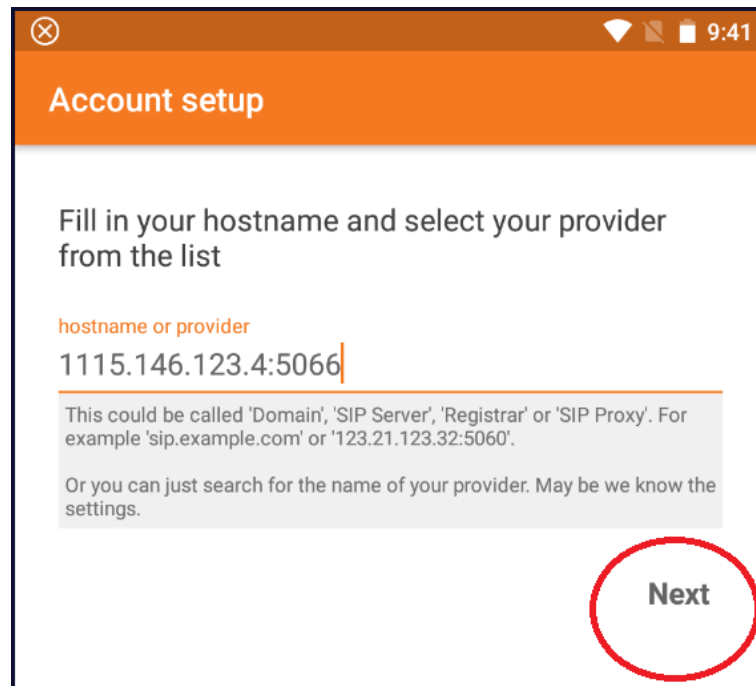 9:41
Account setup
Fill in your hostname and select your provider
from the list
hostname or provider
1115.146.123.4:5066
This could be called 'Domain', 'SIP Server', 'Registrar' or 'SIP Proxy'. For
example 'sip.example.com' or '123.21.123.32:5060'.
Or you can just search for the name of your provider. May be we know the
settings.
Next